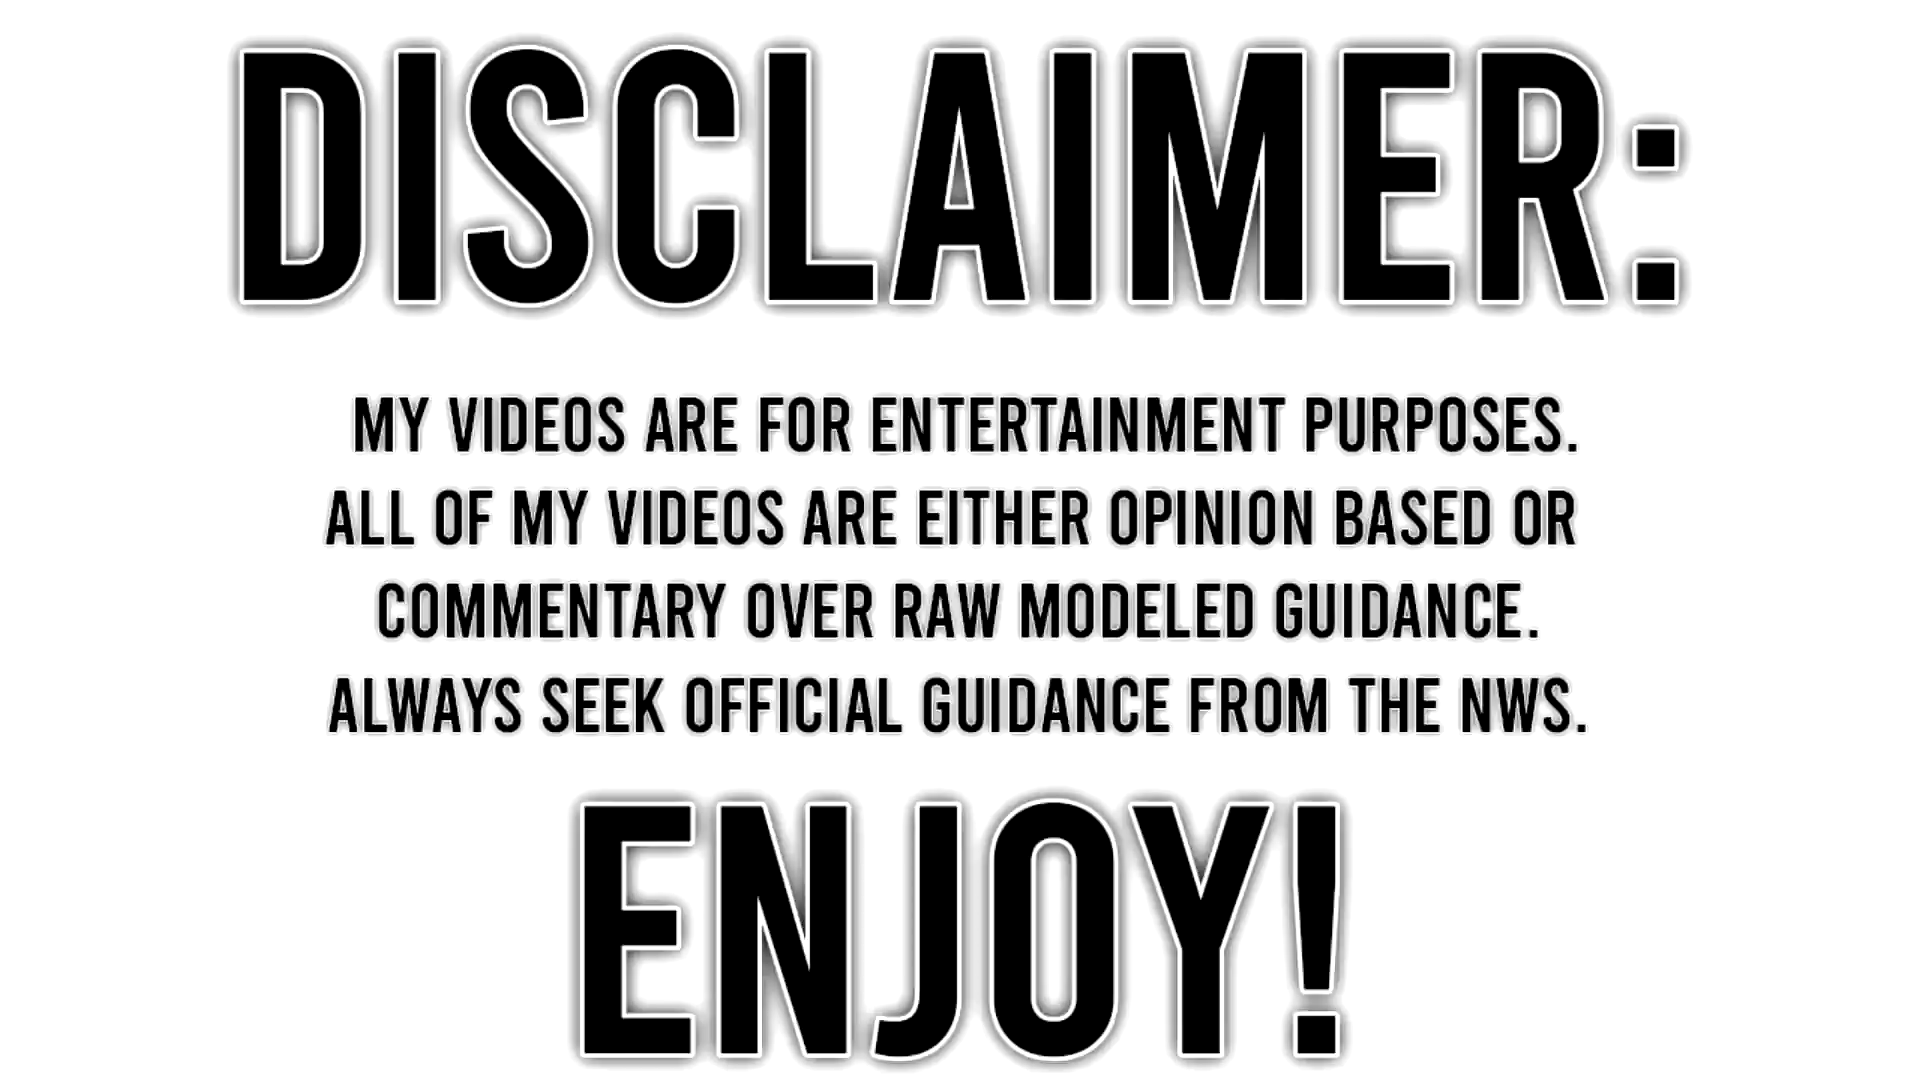 DISCLAIMER:
MY VIDEOS ARE FOR ENTERTAINMENT PURPOSES.
ALL OF MY VIDEOS ARE EITHER OPINION BASED OR
COMMENTARY OVER RAW MODELED GUIDANCE.
ALWAYS SEEK OFFICIAL GUIDANCE FROM THE NWS.
ENJOY!